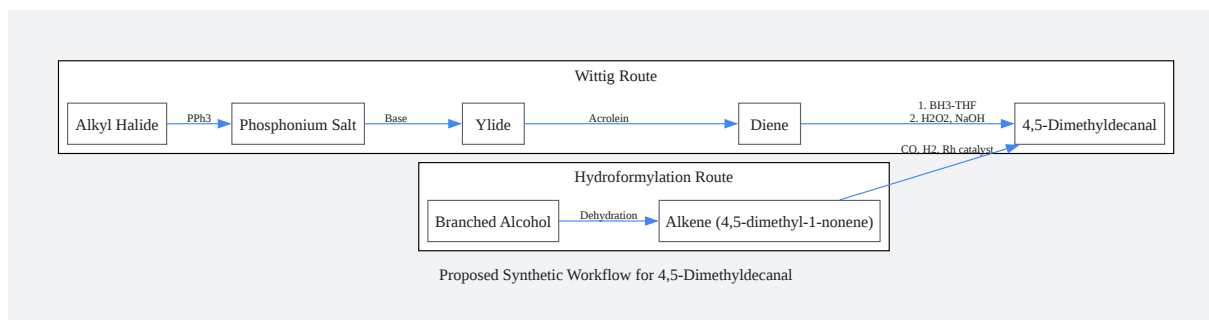 Wittig Route
Alkyl Halide
PPh3
Phosphonium Salt
Base
Ylide
Acrolein
Diene
1. BH3-THF
2. H2O2, NaOH
4,5-Dimethyldecanal
CO, H2, Rh catalyst
Hydroformylation Route
Branched Alcohol
Dehydration
Alkene (4,5-dimethyl-1-nonene)
Proposed Synthetic Workflow for 4,5-Dimethyldecanal